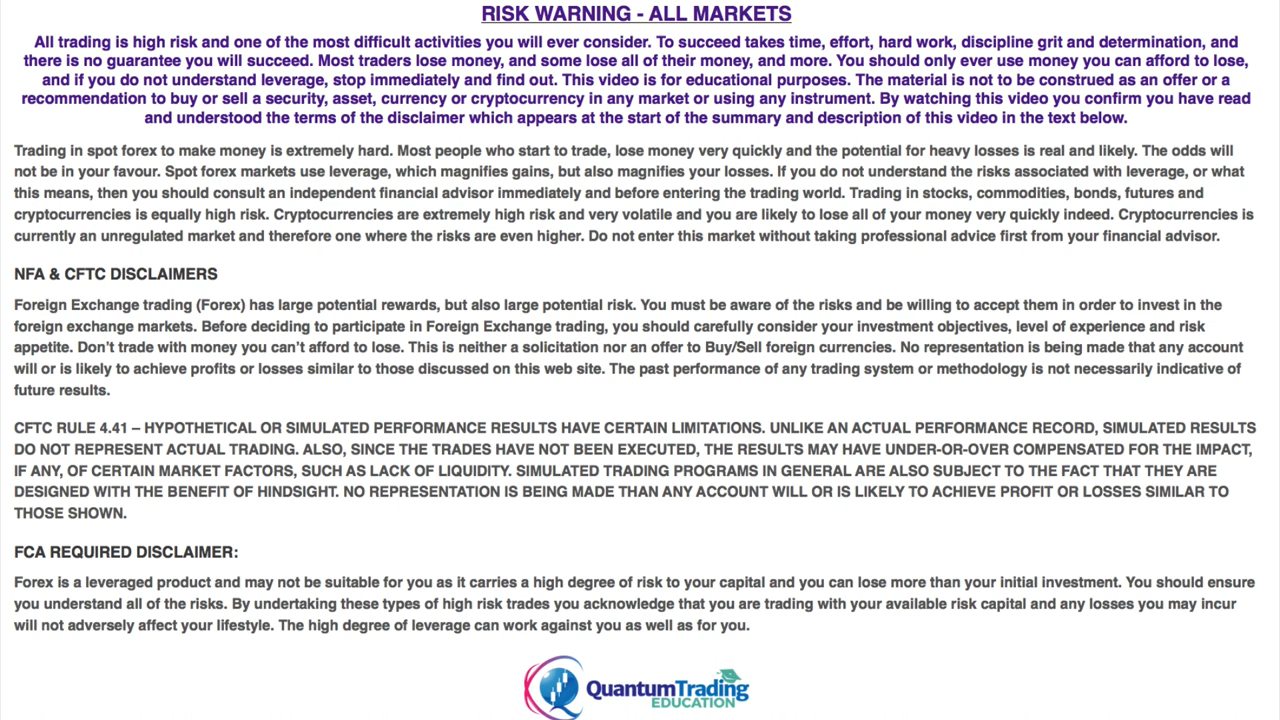 RISK WARNING - ALL MARKETS
All trading is high risk and one of the most difficult activities you will ever consider. To succeed takes time, effort, hard work, discipline grit and determination, and
there is no guarantee you will succeed. Most traders lose money, and some lose all of their money, and more. You should only ever use money you can afford to lose,
and if you do not understand leverage, stop immediately and find out. This video is for educational purposes. The material is not to be construed as an offer or a
recommendation to buy or sell a security, asset, currency or cryptocurrency in any market or using any instrument. By watching this video you confirm you have read
and understood the terms of the disclaimer which appears at the start of the summary and description of this video in the text below.
Trading in spot forex to make money is extremely hard. Most people who start to trade, lose money very quickly and the potential for heavy losses is real and likely. The odds will
not be in your favour. Spot forex markets use leverage, which magnifies gains, but also magnifies your losses. If you do not understand the risks associated with leverage, or what
this means, then you should consult an independent financial advisor immediately and before entering the trading world. Trading in stocks, commodities, bonds, futures and
cryptocurrencies is equally high risk. Cryptocurrencies are extremely high risk and very volatile and you are likely to lose all of your money very quickly indeed. Cryptocurrencies is
currently an unregulated market and therefore one where the risks are even higher. Do not enter this market without taking professional advice first from your financial advisor.
NFA & CFTC DISCLAIMERS
Foreign Exchange trading (Forex) has large potential rewards, but also large potential risk. You must be aware of the risks and be willing to accept them in order to invest in the
foreign exchange markets. Before deciding to participate in Foreign Exchange trading, you should carefully consider your investment objectives, level of experience and risk
appetite. Don't trade with money you can't afford to lose. This is neither a solicitation nor an offer to Buy/Sell foreign currencies. No representation is being made that any account
will or is likely to achieve profits or losses similar to those discussed on this web site. The past performance of any trading system or methodology is not necessarily indicative of
future results.
CFTC RULE 4.41 – HYPOTHETICAL OR SIMULATED PERFORMANCE RESULTS HAVE CERTAIN LIMITATIONS. UNLIKE AN ACTUAL PERFORMANCE RECORD, SIMULATED RESULTS
DO NOT REPRESENT ACTUAL TRADING. ALSO, SINCE THE TRADES HAVE NOT BEEN EXECUTED, THE RESULTS MAY HAVE UNDER-OR-OVER COMPENSATED FOR THE IMPACT,
IF ANY, OF CERTAIN MARKET FACTORS, SUCH AS LACK OF LIQUIDITY. SIMULATED TRADING PROGRAMS IN GENERAL ARE ALSO SUBJECT TO THE FACT THAT THEY ARE
DESIGNED WITH THE BENEFIT OF HINDSIGHT. NO REPRESENTATION IS BEING MADE THAN ANY ACCOUNT WILL OR IS LIKELY TO ACHIEVE PROFIT OR LOSSES SIMILAR TO
THOSE SHOWN.
FCA REQUIRED DISCLAIMER:
Forex is a leveraged product and may not be suitable for you as it carries a high degree of risk to your capital and you can lose more than your initial investment. You should ensure
you understand all of the risks. By undertaking these types of high risk trades you acknowledge that you are trading with your available risk capital and any losses you may incur
will not adversely affect your lifestyle. The high degree of leverage can work against you as well as for you.
QuantumTrading
EDUCATION